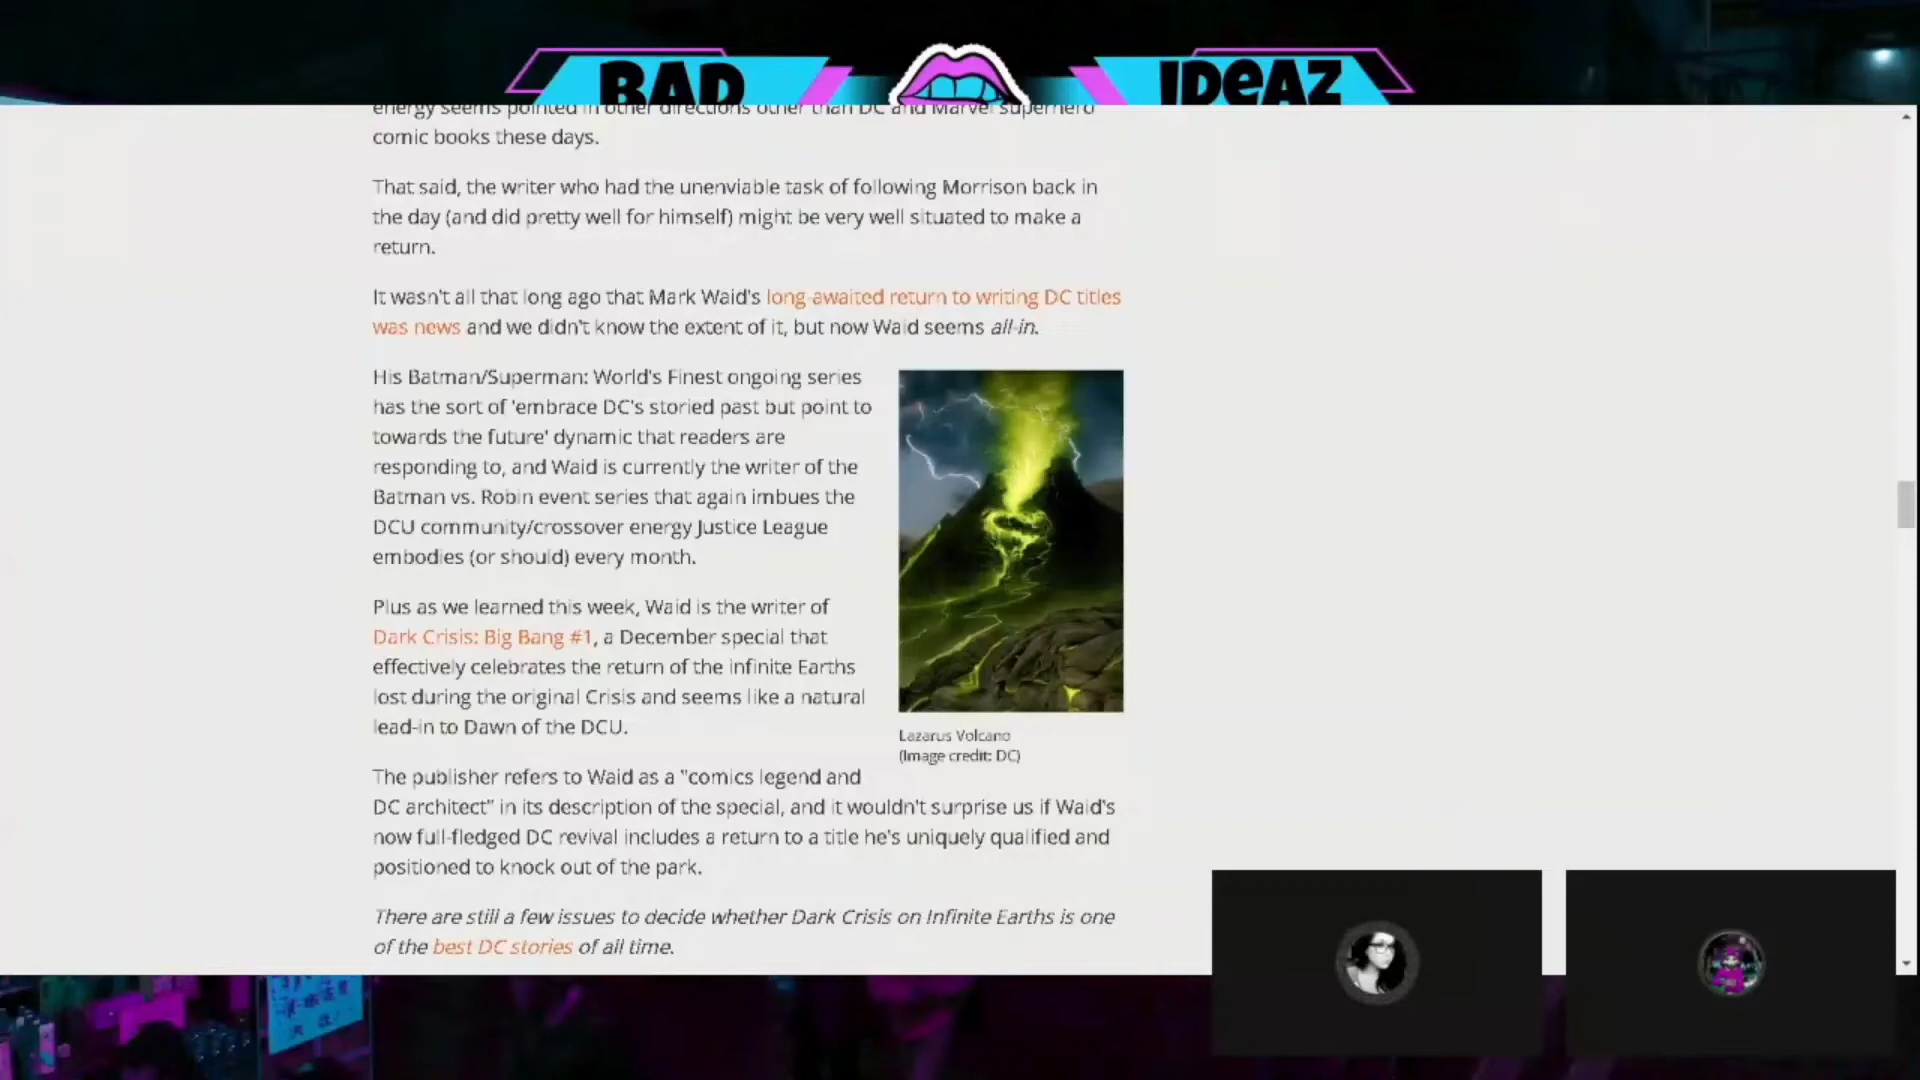 BAD IDEAZ
energy seems pointed in other directions other than DC and Marvel superhero
comic books these days.
That said, the writer who had the unenviable task of following Morrison back in
the day (and did pretty well for himself) might be very well situated to make a
return.
It wasn't all that long ago that Mark Waid's long-awaited return to writing DC titles
was news and we didn't know the extent of it, but now Waid seems all-in.
His Batman/Superman: World's Finest ongoing series
has the sort of 'embrace DC's storied past but point to
towards the future' dynamic that readers are
responding to, and Waid is currently the writer of the
Batman vs. Robin event series that again imbues the
DCU community/crossover energy Justice League
embodies (or should) every month.
Plus as we learned this week, Waid is the writer of
Dark Crisis: Big Bang #1, a December special that
effectively celebrates the return of the infinite Earths
lost during the original Crisis and seems like a natural
lead-in to Dawn of the DCU.
Lazarus Volcano
(Image credit: DC)
The publisher refers to Waid as a "comics legend and
DC architect" in its description of the special, and it wouldn't surprise us if Waid's
now full-fledged DC revival includes a return to a title he's uniquely qualified and
positioned to knock out of the park.
There are still a few issues to decide whether Dark Crisis on Infinite Earths is one
of the best DC stories of all time.